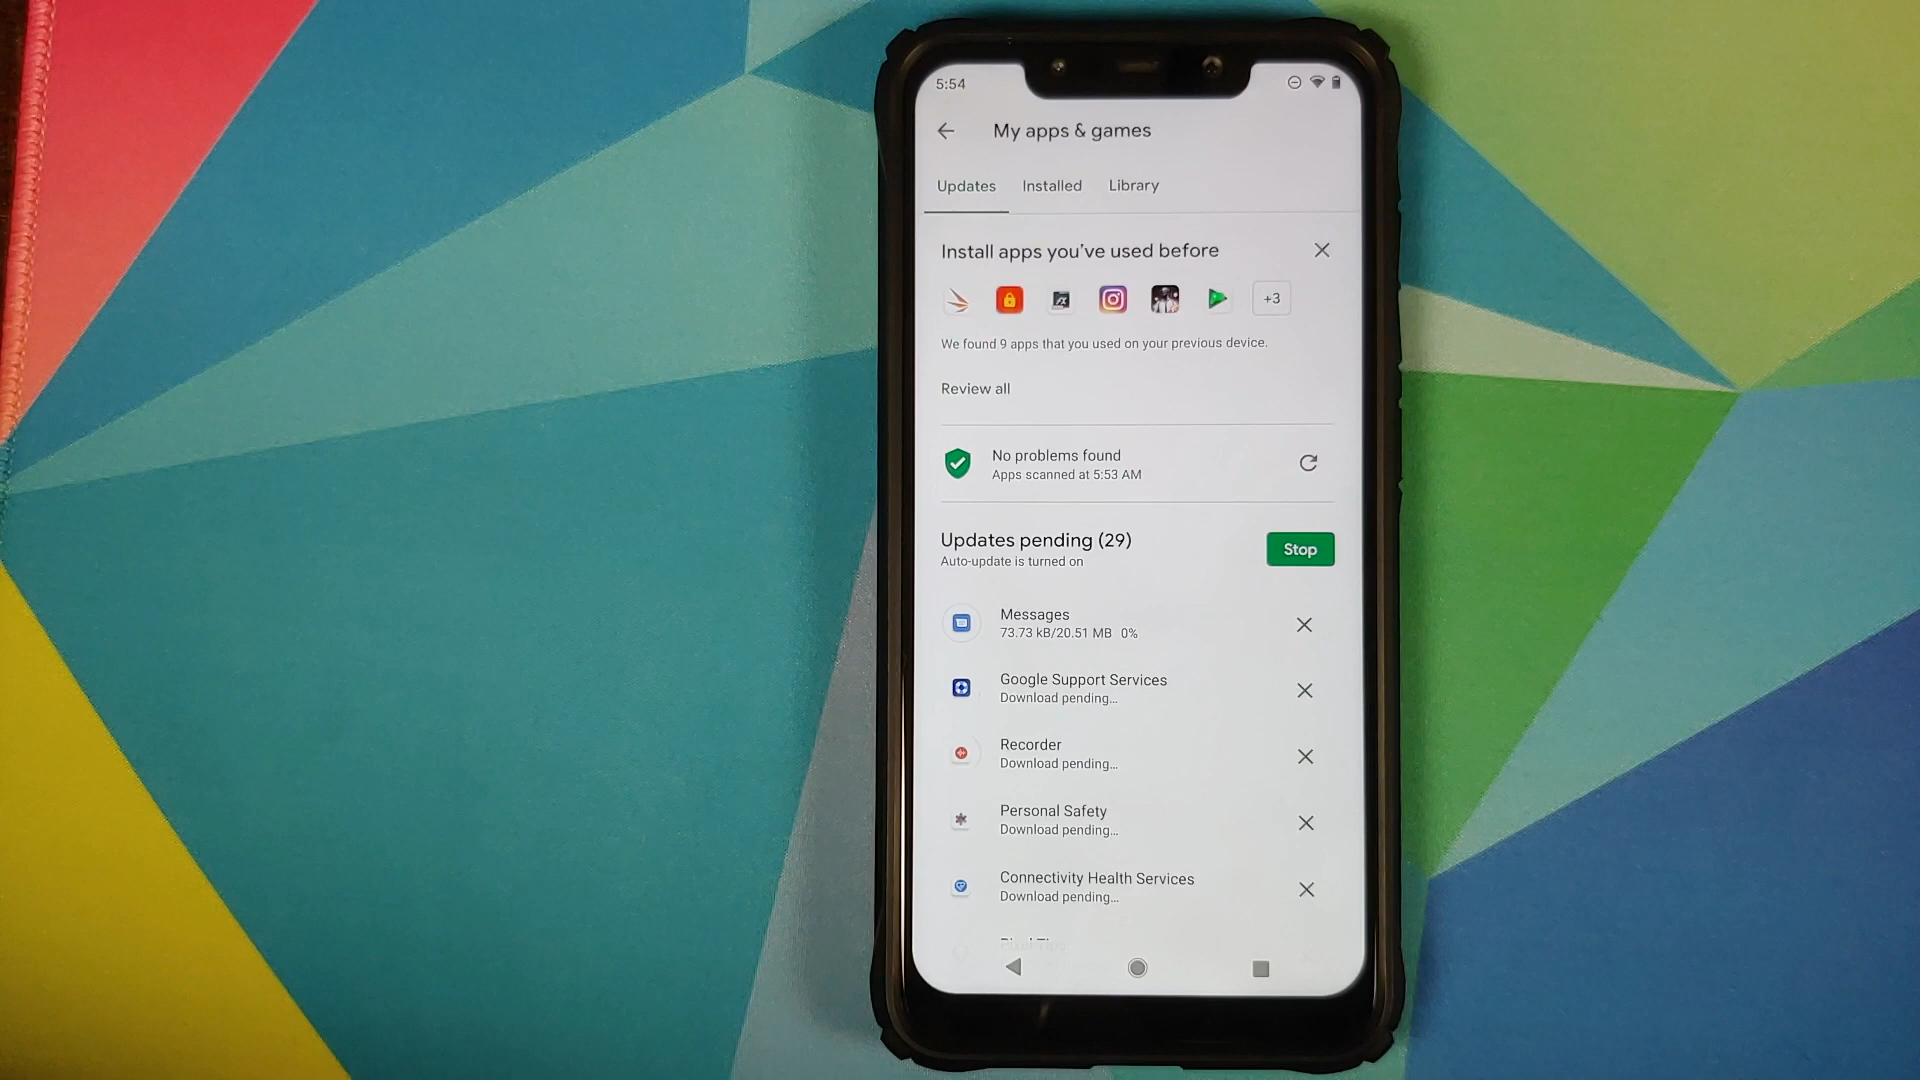 5:54
My apps & games
Updates Installed Library
Install apps you've used before
+3
We found 9 apps that you used on your previous device.
Review all
No problems found
Apps scanned at 5:53 AM
Updates pending (29)
Auto-update is turned on
Stop
Messages
73.73 kB/20.51 MB 0%
Google Support Services
Download pending...
Recorder
Download pending...
Personal Safety
Download pending...
Connectivity Health Services
Download pending...
Pixel Tips